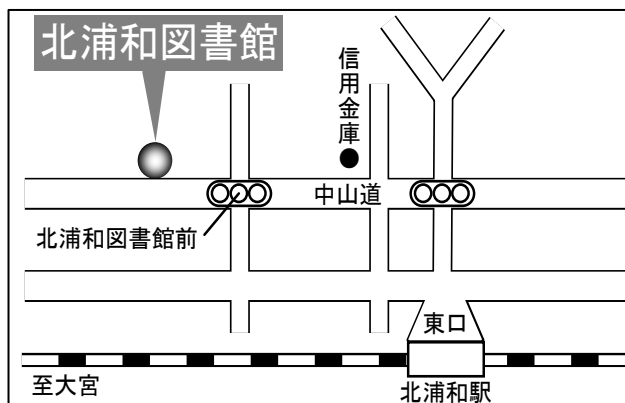 北浦和図書館
信用金庫
中山道
北浦和図書館前
東口
至大宮
北浦和駅